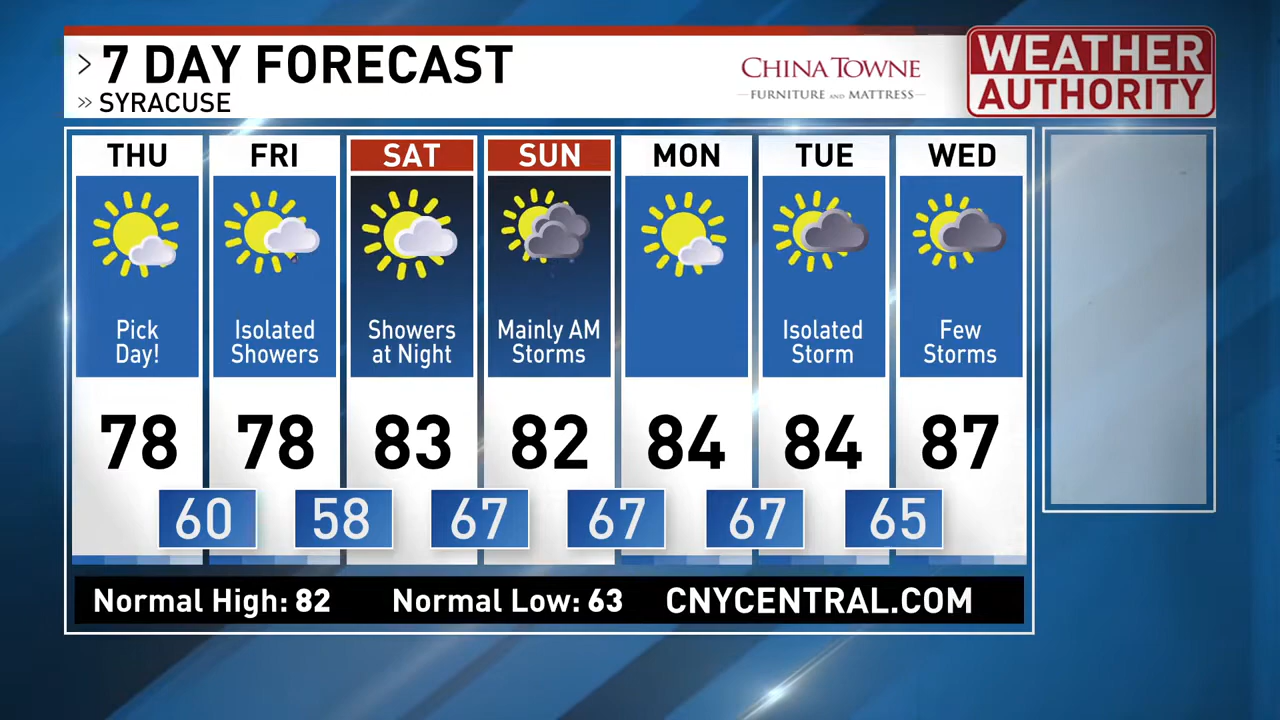 > 7 DAY FORECAST
» SYRACUSE
CHINA TOWNE
FURNITURE AND MATTRESS
WEATHER
AUTHORITY
THU FRI SAT SUN MON TUE WED
Pick Isolated Showers Mainly AM Isolated Few
Day! Showers at Night Storms Storm Storms
78 78 83 82 84 84 87
60 58 67 67 67 65
Normal High: 82 Normal Low: 63 CNYCENTRAL.COM